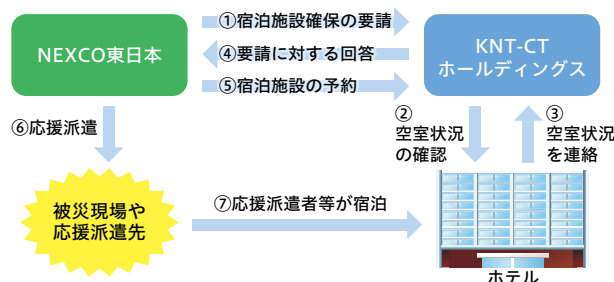 ①宿泊施設確保の要請
NEXCO東日本
④要請に対する回答
KNT-CT
ホールディングス
⑤宿泊施設の予約
⑥応援派遣
②
空室状況
の確認
③
空室状況
を連絡
被災現場や
応援派遣先
⑦応援派遣者等が宿泊
ホテル